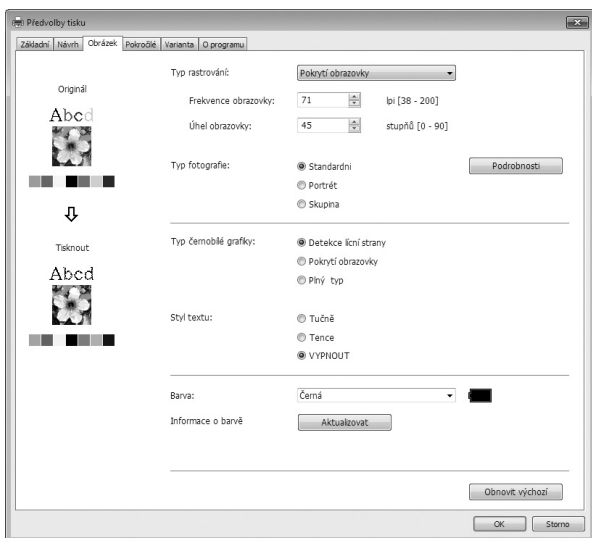 Předvolby tisku
Základní Návrh Obrázek Pokročilé Varianta O programu
Originál
Abcd
Tisknout
Abcd
Typ rastrování: Pokrytí obrazovky
Frekvence obrazovky: 71 lpi [38 - 200]
Úhel obrazovky: 45 stupňů [0 - 90]
Typ fotografie: Standardni Podrobnosti
Portrét
Skupina
Typ černobílé grafiky: Detekce lícní strany
Pokrytí obrazovky
Plný typ
Styl textu: Tučně
Tence
VYPNOUT
Barva: Černá
Informace o barvě Aktualizovat
Obnovit výchozí
OK Storno